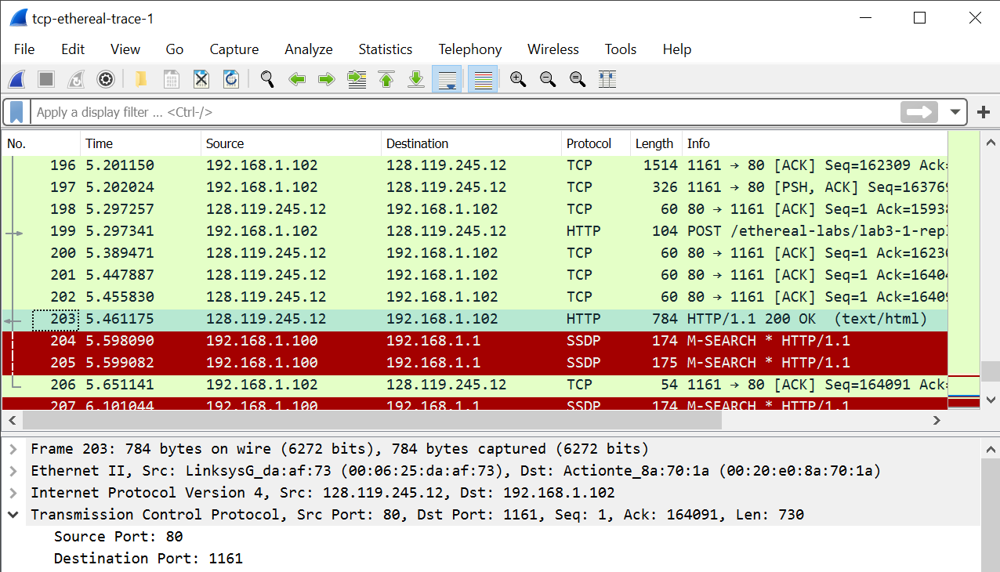 tcp-ethereal-trace-1
File Edit View Go Capture Analyze Statistics Telephony Wireless Tools Help
Apply a display filter ... <Ctrl-/>
No. Time Source Destination Protocol Length Info
196 5.201150 192.168.1.102 128.119.245.12 TCP 1514 1161 → 80 [ACK] Seq=162309 Ack=
197 5.202024 192.168.1.102 128.119.245.12 TCP 326 1161 → 80 [PSH, ACK] Seq=163769
198 5.297257 128.119.245.12 192.168.1.102 TCP 60 80 → 1161 [ACK] Seq=1 Ack=15938
199 5.297341 192.168.1.102 128.119.245.12 HTTP 104 POST /ethereal-labs/lab3-1-repl
200 5.389471 128.119.245.12 192.168.1.102 TCP 60 80 → 1161 [ACK] Seq=1 Ack=16230
201 5.447887 128.119.245.12 192.168.1.102 TCP 60 80 → 1161 [ACK] Seq=1 Ack=16404
202 5.455830 128.119.245.12 192.168.1.102 TCP 60 80 → 1161 [ACK] Seq=1 Ack=16409
203 5.461175 128.119.245.12 192.168.1.102 HTTP 784 HTTP/1.1 200 OK (text/html)
204 5.598090 192.168.1.100 192.168.1.1 SSDP 174 M-SEARCH * HTTP/1.1
205 5.599082 192.168.1.100 192.168.1.1 SSDP 175 M-SEARCH * HTTP/1.1
206 5.651141 192.168.1.102 128.119.245.12 TCP 54 1161 → 80 [ACK] Seq=164091 Ack=
207 6.101044 192.168.1.100 192.168.1.1 SSDP 174 M-SEARCH * HTTP/1.1
Frame 203: 784 bytes on wire (6272 bits), 784 bytes captured (6272 bits)
Ethernet II, Src: LinksysG_da:af:73 (00:06:25:da:af:73), Dst: Actionte_8a:70:1a (00:20:e0:8a:70:1a)
Internet Protocol Version 4, Src: 128.119.245.12, Dst: 192.168.1.102
Transmission Control Protocol, Src Port: 80, Dst Port: 1161, Seq: 1, Ack: 164091, Len: 730
Source Port: 80
Destination Port: 1161